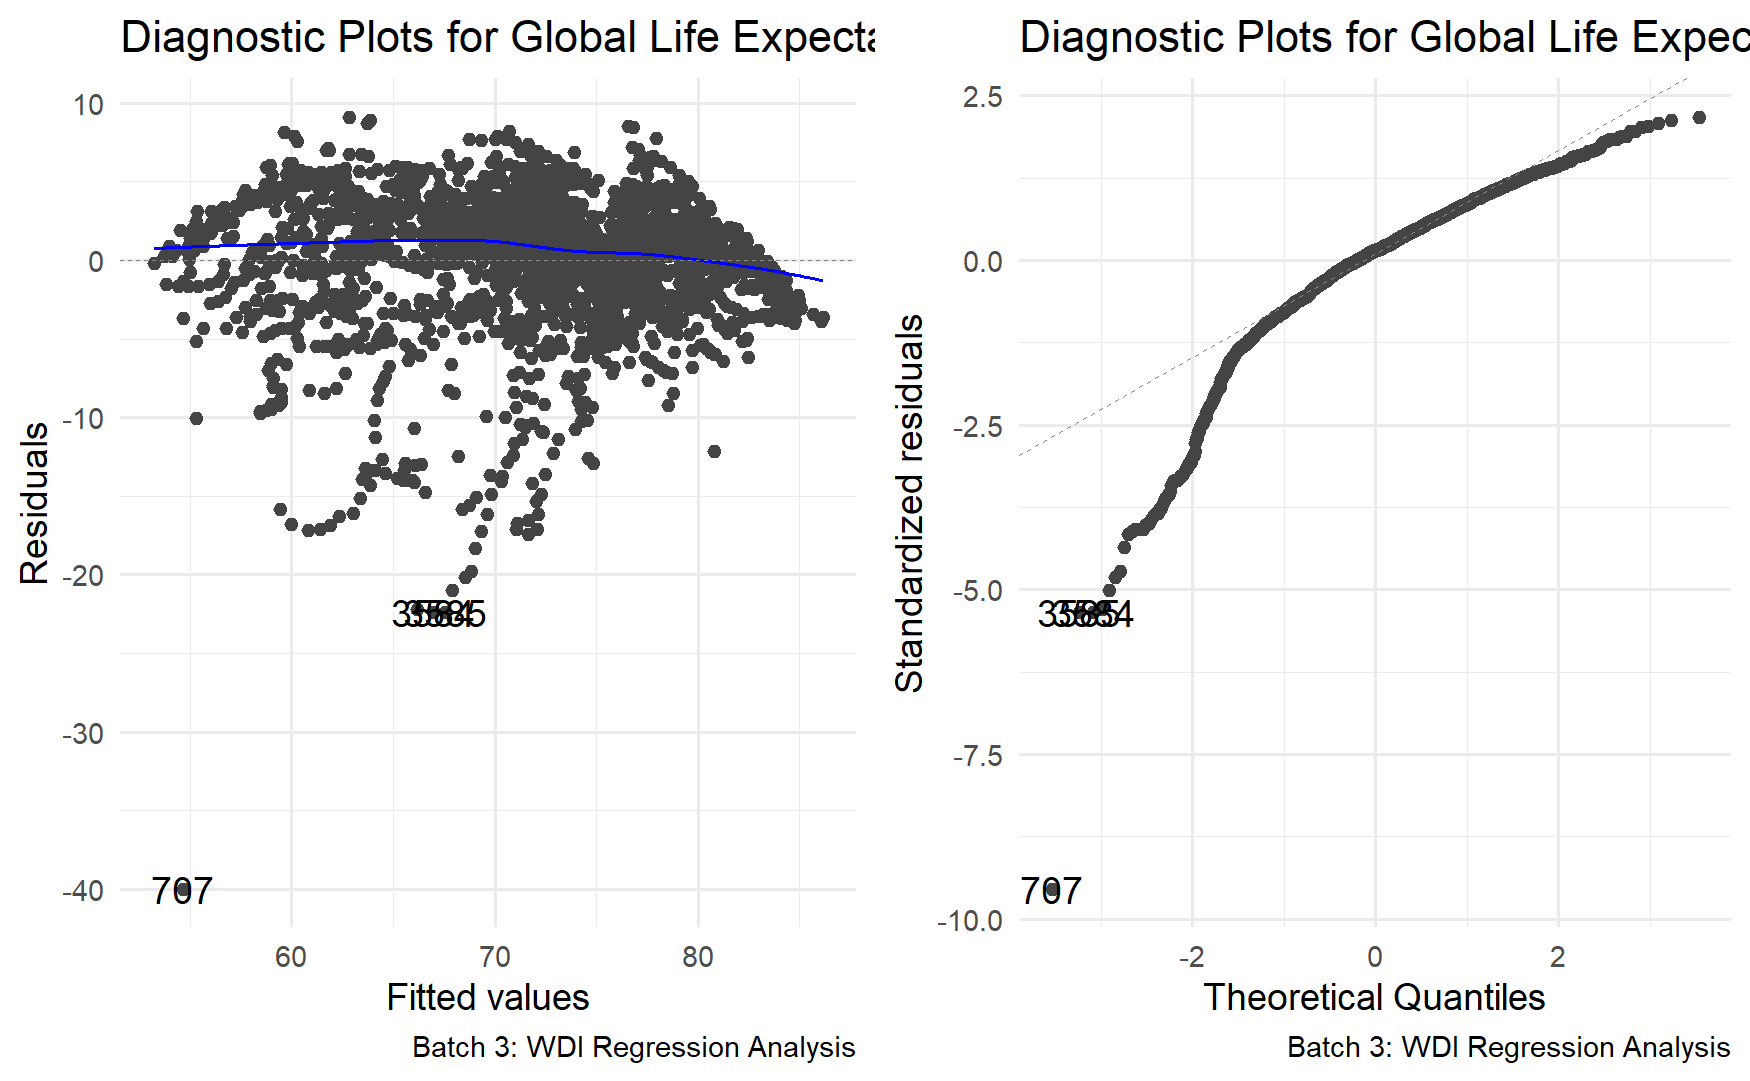 Diagnostic Plots for Global Life Expecta
10
0
-10
-20
-30
-40
Residuals
707
60
70
80
Fitted values
Batch 3: WDI Regression Analysis
Diagnostic Plots for Global Life Expec
2.5
0.0
-2.5
-5.0
-7.5
-10.0
Standardized residuals
707
-2
0
2
Theoretical Quantiles
Batch 3: WDI Regression Analysis